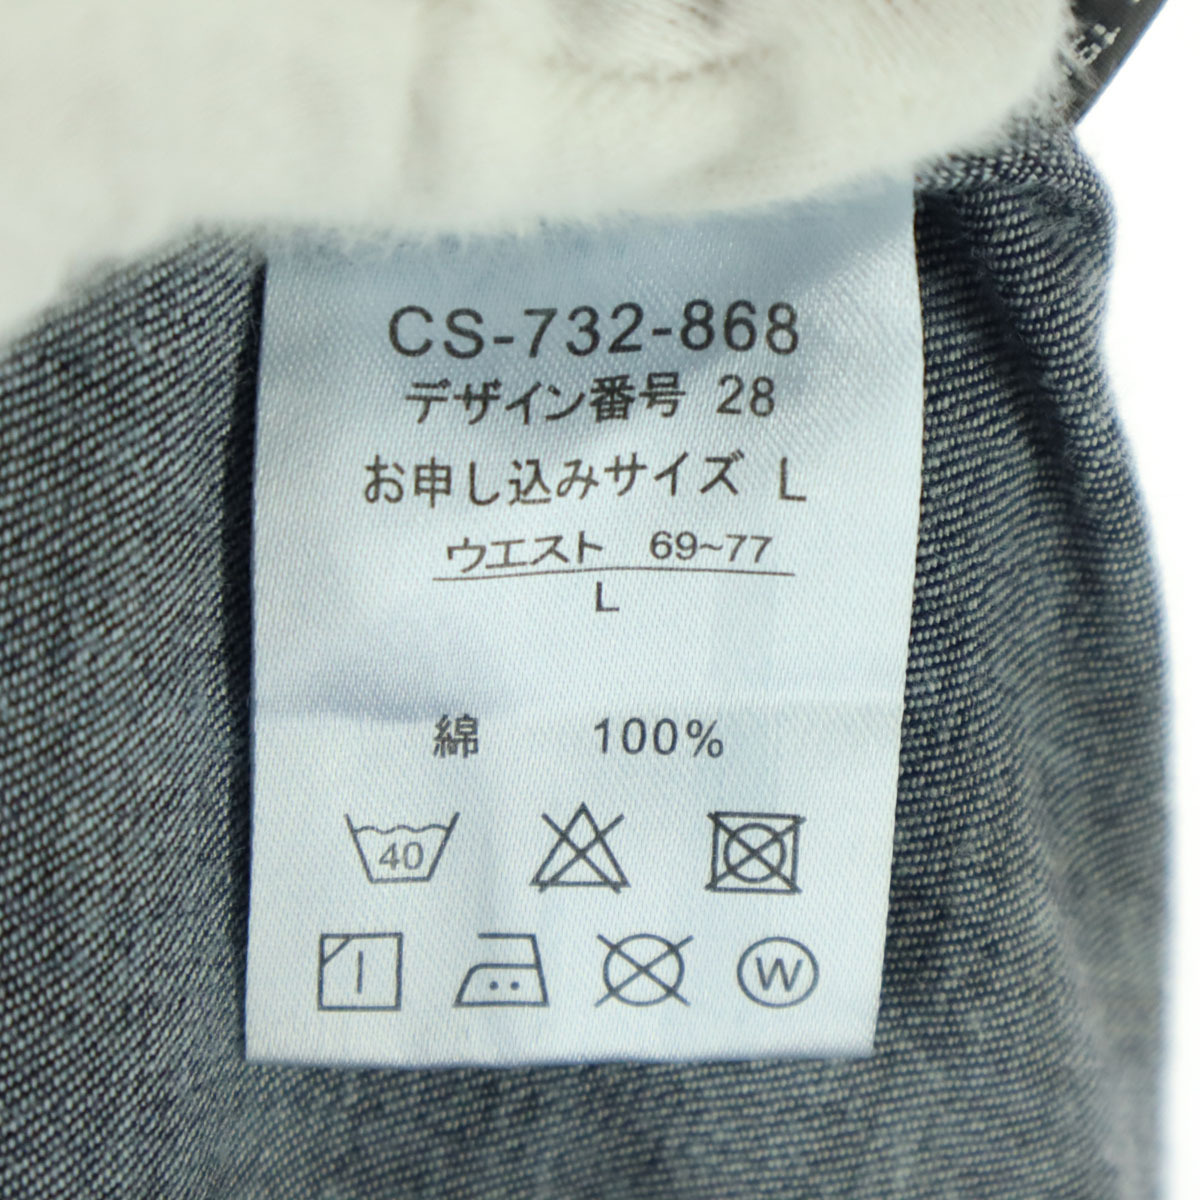 CS-732-868
デザイン番号 28
お申し込みサイズ L
ウエスト 69~77
L
綿 100%
40
W